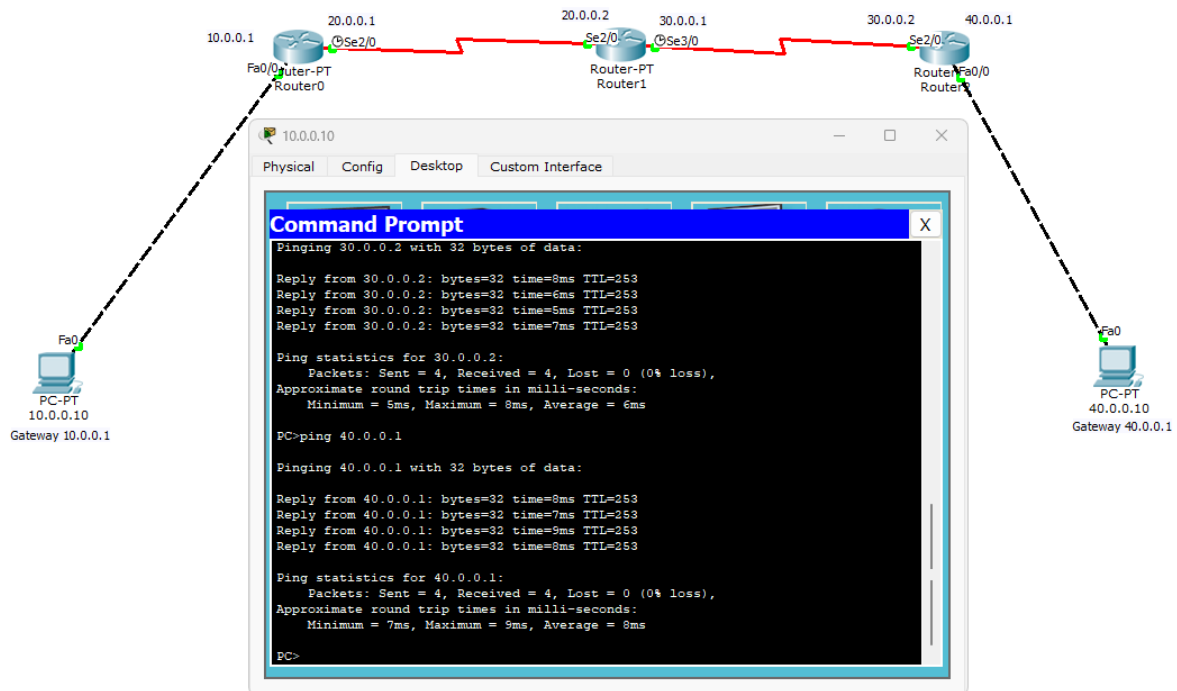 20.0.0.1
20.0.0.2
30.0.0.1
30.0.0.2
40.0.0.1
10.0.0.1
Se2/0
Se2/0
Se3/0
Se2/0
Fa0/0
Router0
Router-PT
Router1
Fa0/0
10.0.0.10
Physical Config Desktop Custom Interface
Command Prompt X
Pinging 30.0.0.2 with 32 bytes of data:
Reply from 30.0.0.2: bytes=32 time=8ms TTL=253
Reply from 30.0.0.2: bytes=32 time=6ms TTL=253
Reply from 30.0.0.2: bytes=32 time=5ms TTL=253
Reply from 30.0.0.2: bytes=32 time=7ms TTL=253
Ping statistics for 30.0.0.2:
Packets: Sent = 4, Received = 4, Lost = 0 (0% loss),
Approximate round trip times in milli-seconds:
Minimum = 5ms, Maximum = 8ms, Average = 6ms
PC>ping 40.0.0.1
Pinging 40.0.0.1 with 32 bytes of data:
Reply from 40.0.0.1: bytes=32 time=8ms TTL=253
Reply from 40.0.0.1: bytes=32 time=7ms TTL=253
Reply from 40.0.0.1: bytes=32 time=9ms TTL=253
Reply from 40.0.0.1: bytes=32 time=8ms TTL=253
Ping statistics for 40.0.0.1:
Packets: Sent = 4, Received = 4, Lost = 0 (0% loss),
Approximate round trip times in milli-seconds:
Minimum = 7ms, Maximum = 9ms, Average = 8ms
PC>
Fa0
PC-PT
10.0.0.10
Gateway 10.0.0.1
Fa0
PC-PT
40.0.0.10
Gateway 40.0.0.1